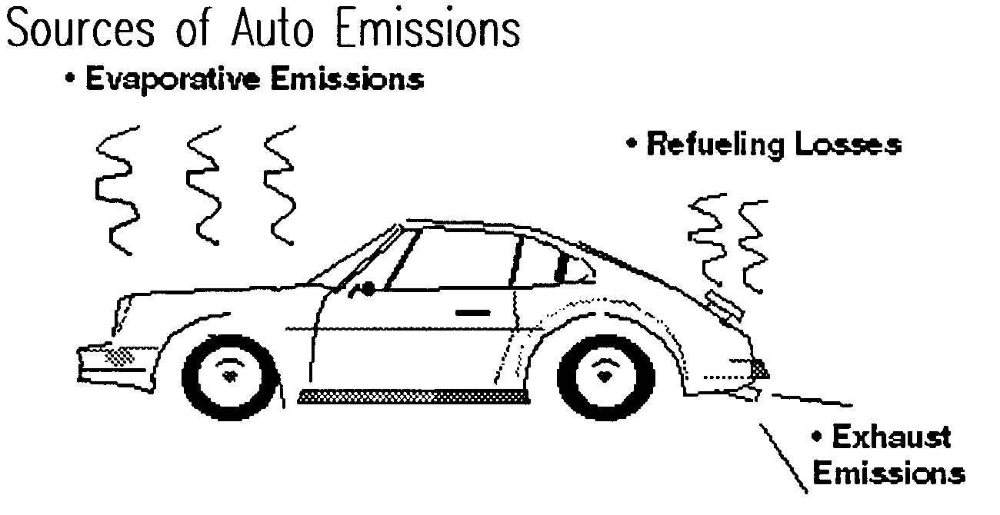 Sources of Auto Emissions
• Evaporative Emissions
• Refueling Losses
• Exhaust
Emissions